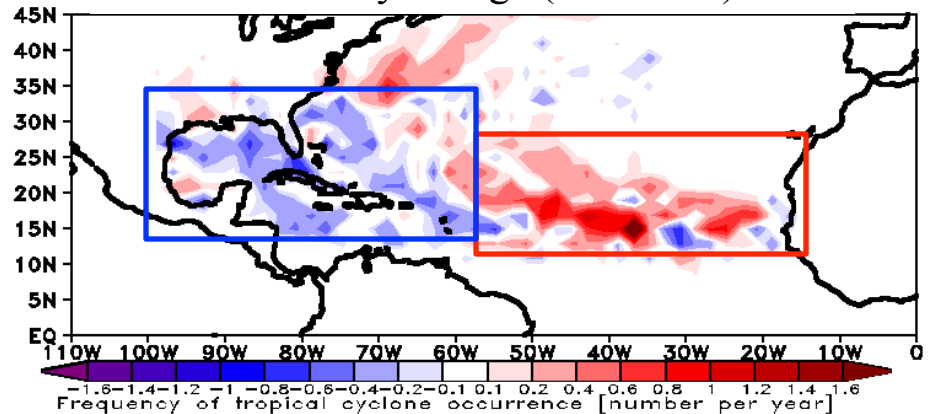 45N
40N
35N
30N
25N
20N
15N
10N
5N
EQ
110W 100W 90W 80W 70W 60W 50W 40W 30W 20W 10W 0
-1.6 -1.4 -1.2 -1 -0.8 -0.6 -0.4 -0.2 -0.1 0.1 0.2 0.4 0.6 0.8 1 1.2 1.4 1.6
Frequency of tropical cyclone occurrence [number per year]